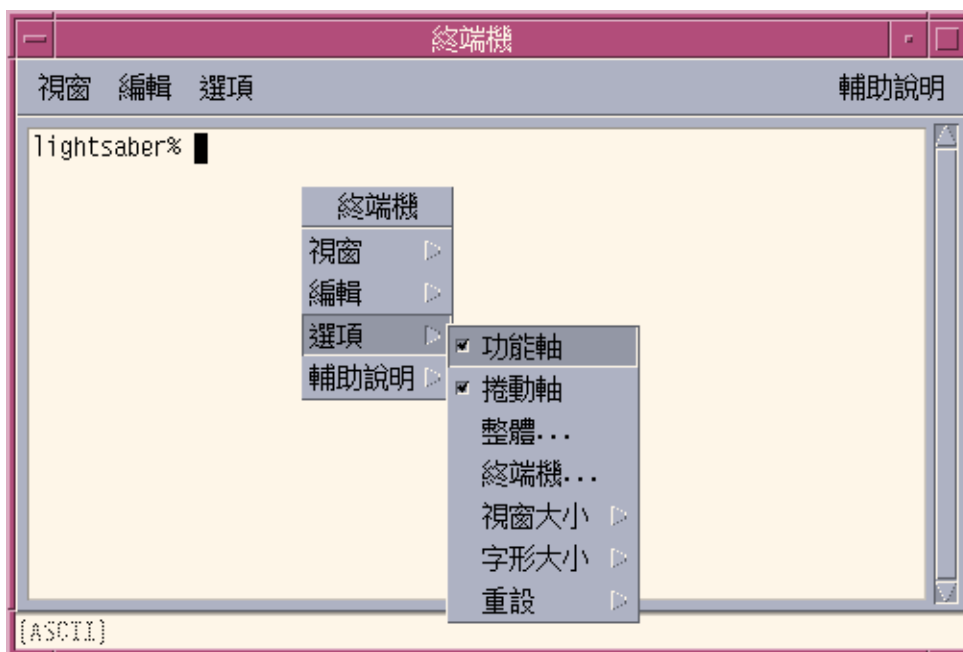 終端機
視窗 編輯 選項 輔助說明
lightsaber%
終端機
視窗
編輯
選項
輔助說明
功能軸
捲動軸
整體...
終端機...
視窗大小
字形大小
重設
[ASCII]